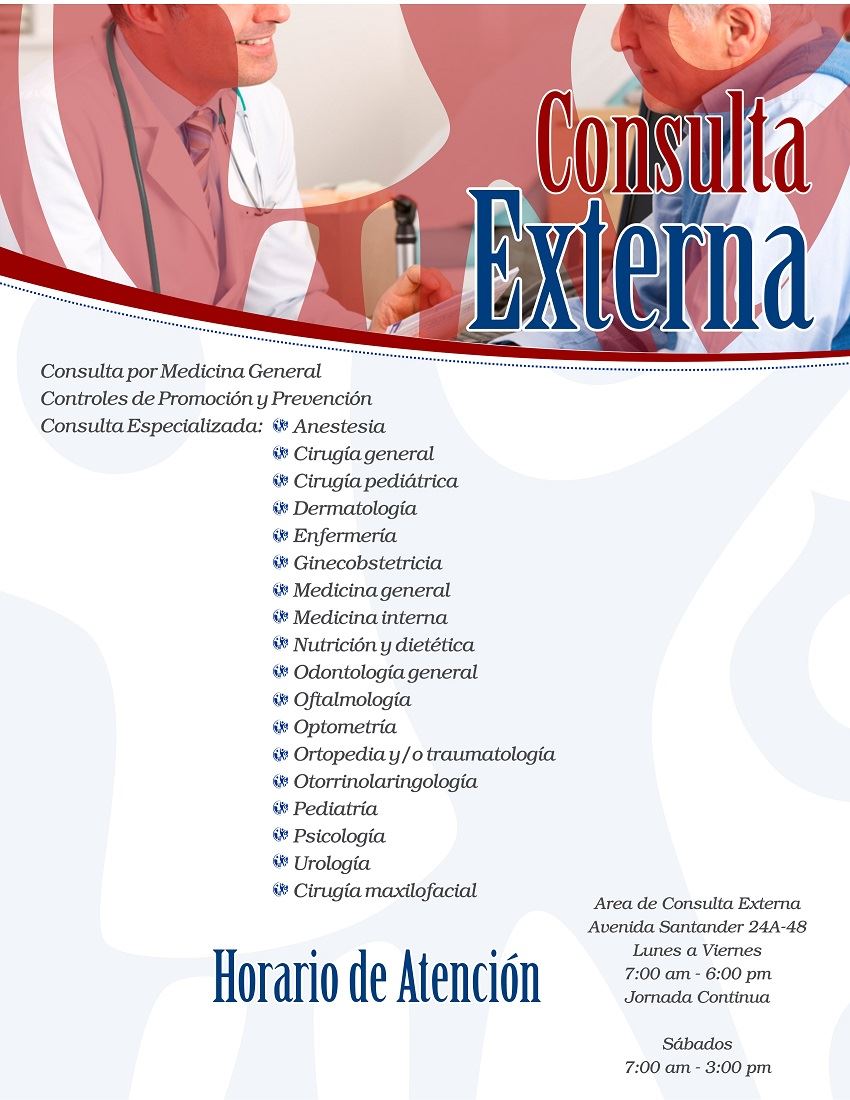 Consulta
Externa
Consulta por Medicina General
Controles de Promoción y Prevención
Consulta Especializada: Anestesia
Cirugía general
Cirugía pediátrica
Dermatología
Enfermería
Ginecobstetricia
Medicina general
Medicina interna
Nutrición y dietética
Odontología general
Oftalmología
Optometría
Ortopedia y/o traumatología
Otorrinolaringología
Pediatría
Psicología
Urología
Cirugía maxilofacial
Horario de Atención
Area de Consulta Externa
Avenida Santander 24A-48
Lunes a Viernes
7:00 am - 6:00 pm
Jornada Continua
Sábados
7:00 am - 3:00 pm